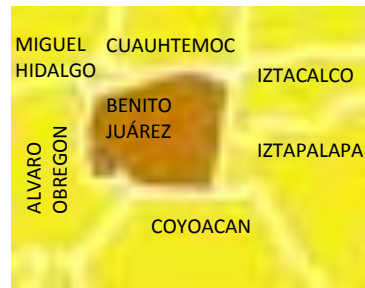 MIGUEL
HIDALGO
CUAUHTEMOC
IZTACALCO
BENITO
JUÁREZ
ALVARO
OBREGON
IZTAPALAPA
COYOACAN